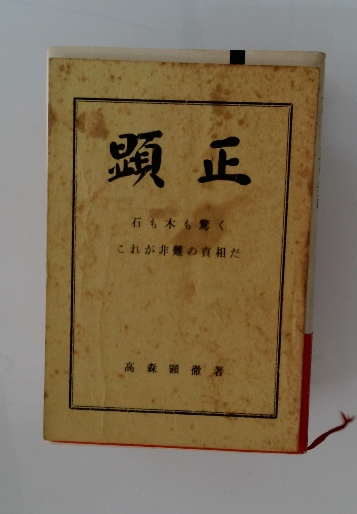 顕正
石も木も驚く
これが非難の真相だ
高森顕徹著